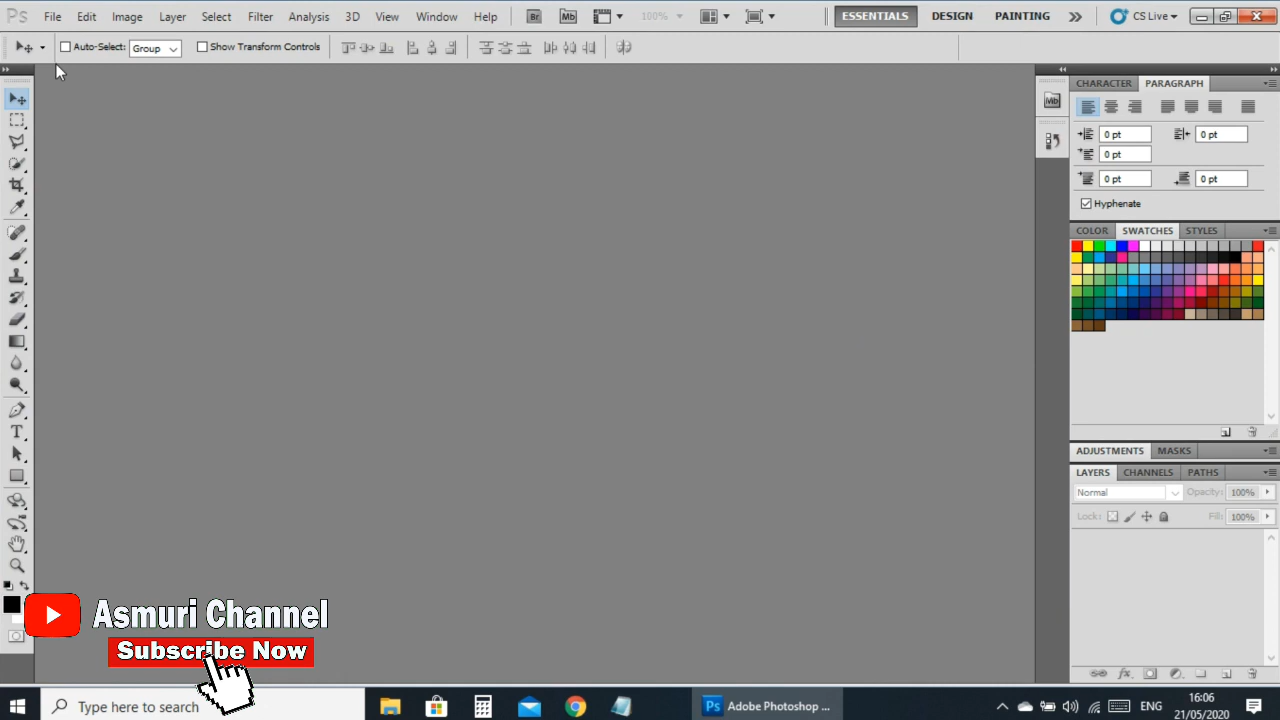 Ps File Edit Image Layer Select Filter Analysis 3D View Window Help Br Mb 100% ESSENTIALS DESIGN PAINTING CS Live
Auto-Select: Group Show Transform Controls
CHARACTER PARAGRAPH
Mb
0 pt 0 pt
0 pt
0 pt 0 pt
Hyphenate
COLOR SWATCHES STYLES
T
ADJUSTMENTS MASKS
LAYERS CHANNELS PATHS
Normal Opacity: 100%
Lock: Fill: 100%
Asmuri Channel
Subscribe Now
fx
Type here to search
Ps Adobe Photoshop ...
ENG
16:06
21/05/2020